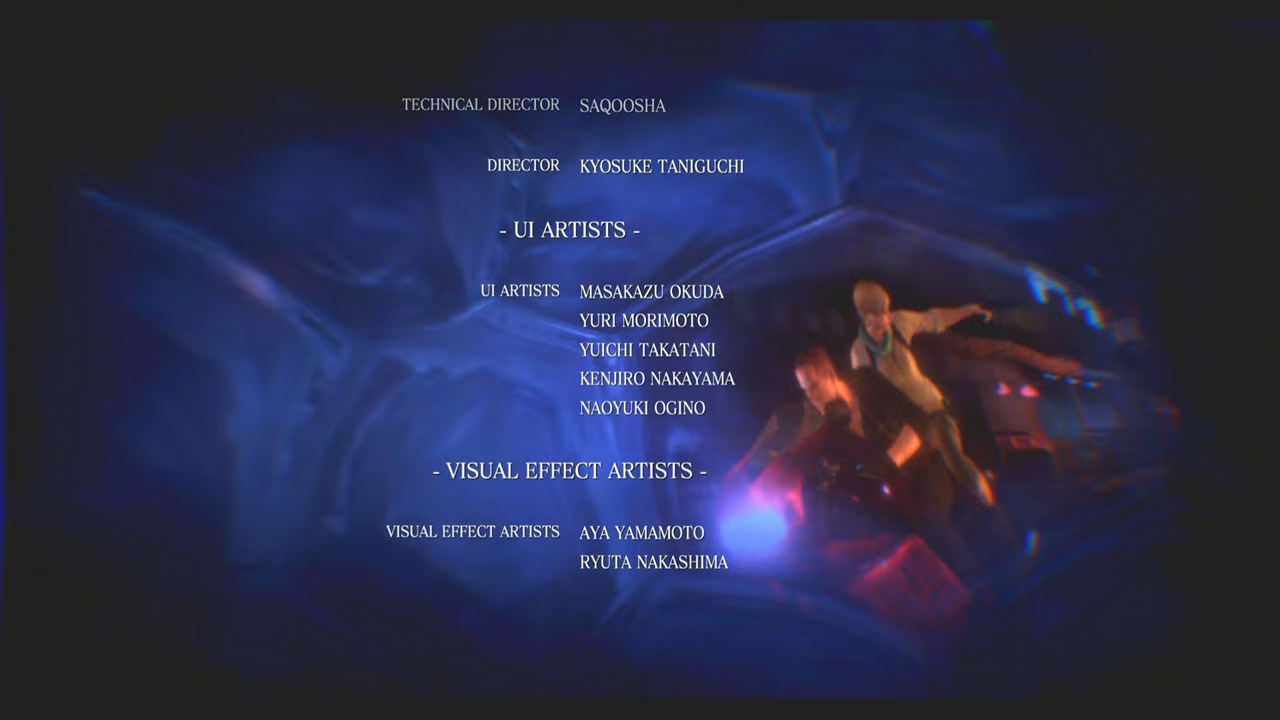 TECHNICAL DIRECTOR SAQOOSHA
DIRECTOR KYOSUKE TANIGUCHI
- UI ARTISTS -
UI ARTISTS MASAKAZU OKUDA
YURI MORIMOTO
YUICHI TAKATANI
KENJIRO NAKAYAMA
NAOYUKI OGINO
- VISUAL EFFECT ARTISTS -
VISUAL EFFECT ARTISTS AYA YAMAMOTO
RYUTA NAKASHIMA